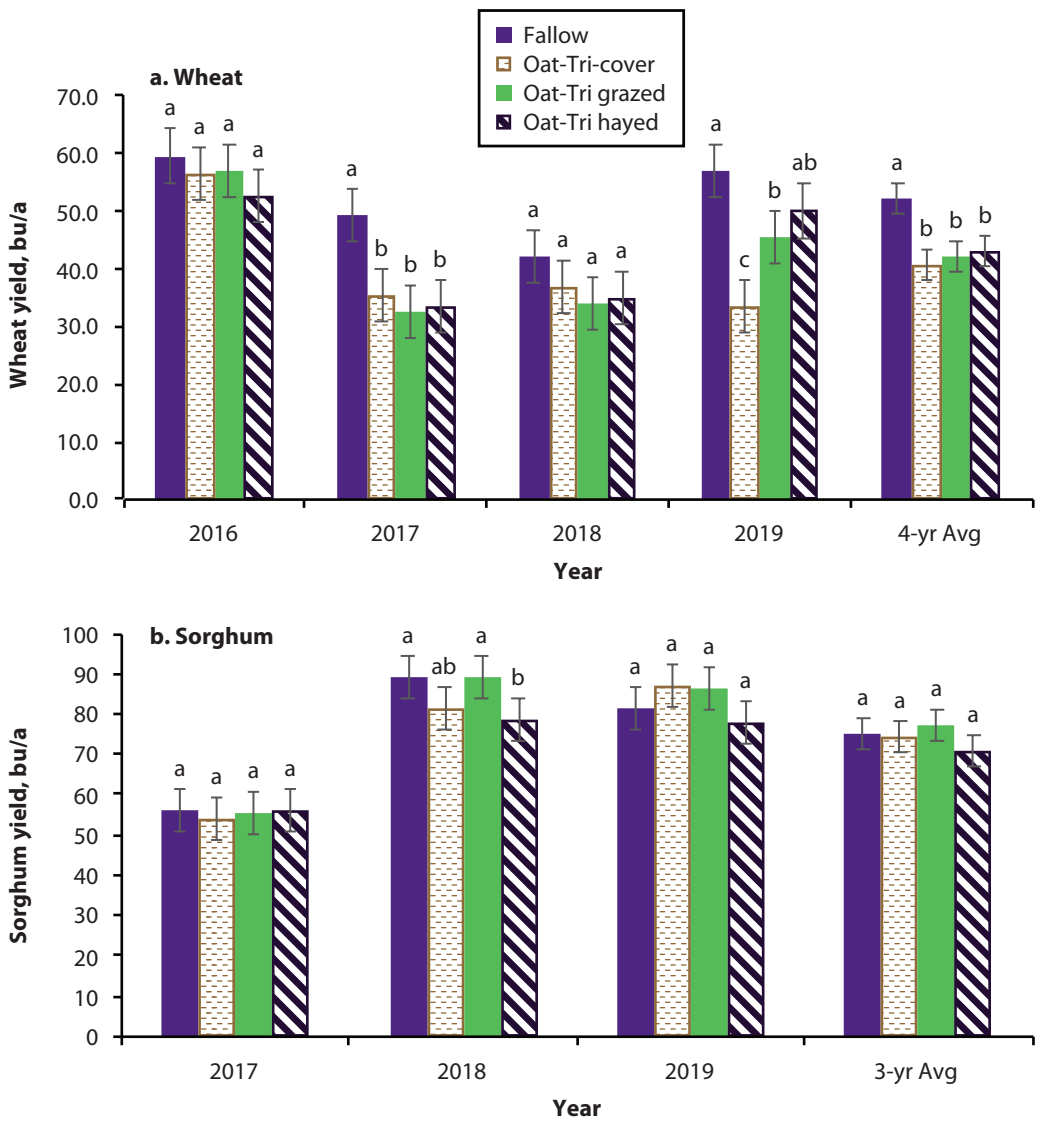 Fallow
Oat-Tri-cover
Oat-Tri grazed
Oat-Tri hayed
a. Wheat
Wheat yield, bu/a
70.0
60.0
50.0
40.0
30.0
20.0
10.0
0.0
a a a a
a b b b
a a a a
a c b ab
a b b b
2016 2017 2018 2019 4-yr Avg
Year
b. Sorghum
Sorghum yield, bu/a
100
90
80
70
60
50
40
30
20
10
0
a a a a
a ab a b
a a a a
a a a a
2017 2018 2019 3-yr Avg
Year